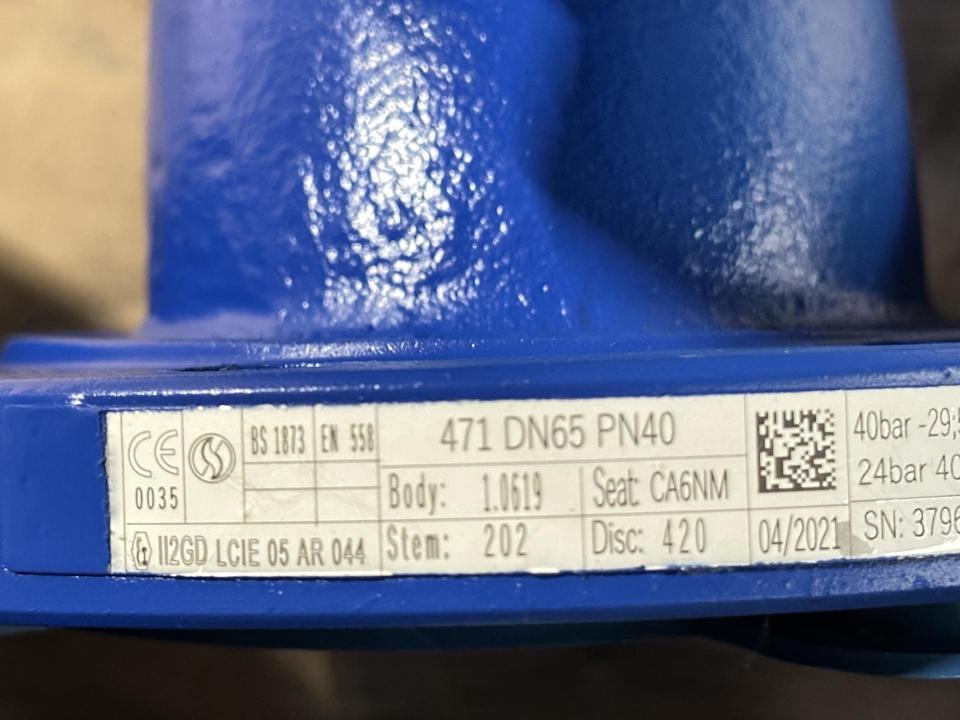 CE
0035
BS 1873
EN 558
471 DN65 PN40
Body: 1.0619
Seat: CA6NM
Stem: 202
Disc: 420
II2GD LCIE 05 AR 044
04/2021
40bar -29;
24bar 40
SN: 3796